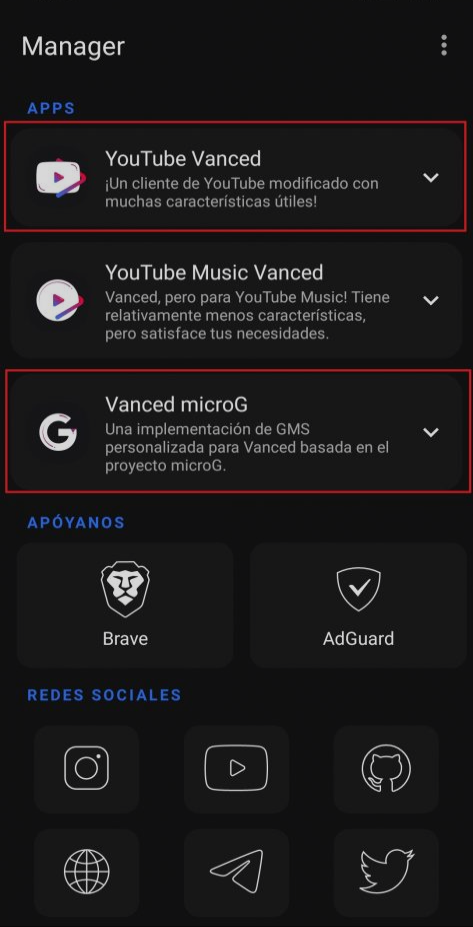 Manager
APPS
YouTube Vanced
¡Un cliente de YouTube modificado con
muchas características útiles!
YouTube Music Vanced
Vanced, pero para YouTube Music! Tiene
relativamente menos características,
pero satisface tus necesidades.
Vanced microG
Una implementación de GMS
personalizada para Vanced basada en el
proyecto microG.
APÓYANOS
Brave
AdGuard
REDES SOCIALES